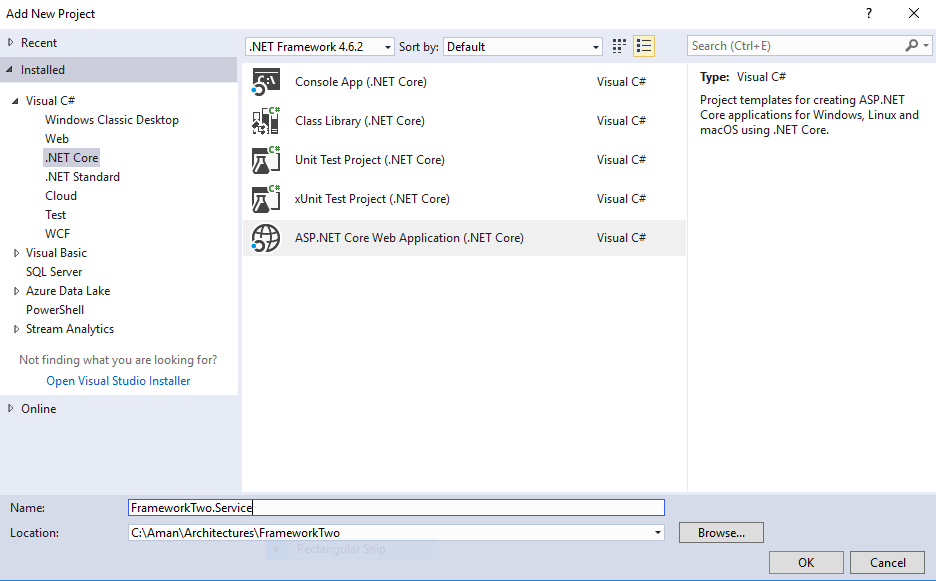 Add New Project
?
Recent
.NET Framework 4.6.2 Sort by: Default
Search (Ctrl+E)
Installed
Visual C#
Windows Classic Desktop
Web
.NET Core
.NET Standard
Cloud
Test
WCF
Visual Basic
SQL Server
Azure Data Lake
PowerShell
Stream Analytics
Not finding what you are looking for?
Open Visual Studio Installer
Online
Console App (.NET Core) Visual C#
Class Library (.NET Core) Visual C#
Unit Test Project (.NET Core) Visual C#
xUnit Test Project (.NET Core) Visual C#
ASP.NET Core Web Application (.NET Core) Visual C#
Type: Visual C#
Project templates for creating ASP.NET
Core applications for Windows, Linux and
macOS using .NET Core.
Name: FrameworkTwo.Service
Location: C:\Aman\Architectures\FrameworkTwo Browse...
Rectangular Snip
OK Cancel